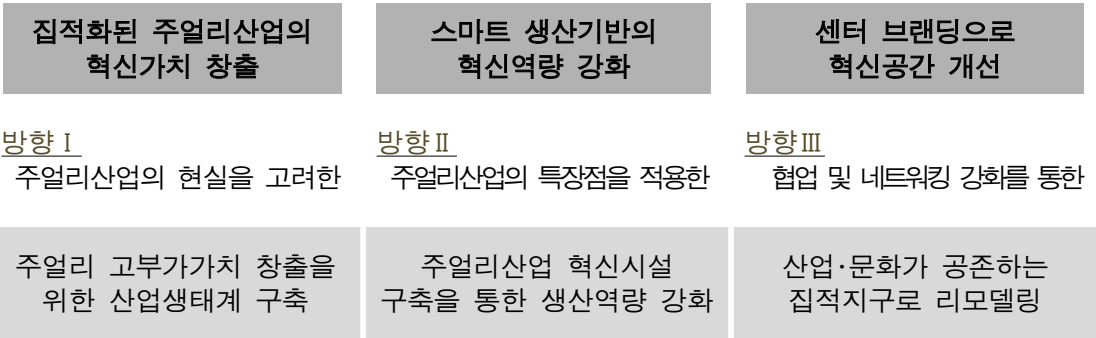 집적화된 주얼리산업의
혁신가치 창출
방향Ⅰ
주얼리산업의 현실을 고려한
주얼리 고부가가치 창출을
위한 산업생태계 구축
스마트 생산기반의
혁신역량 강화
방향Ⅱ
주얼리산업의 특장점을 적용한
주얼리산업 혁신시설
구축을 통한 생산역량 강화
센터 브랜딩으로
혁신공간 개선
방향Ⅲ
협업 및 네트워킹 강화를 통한
산업·문화가 공존하는
집적지구로 리모델링